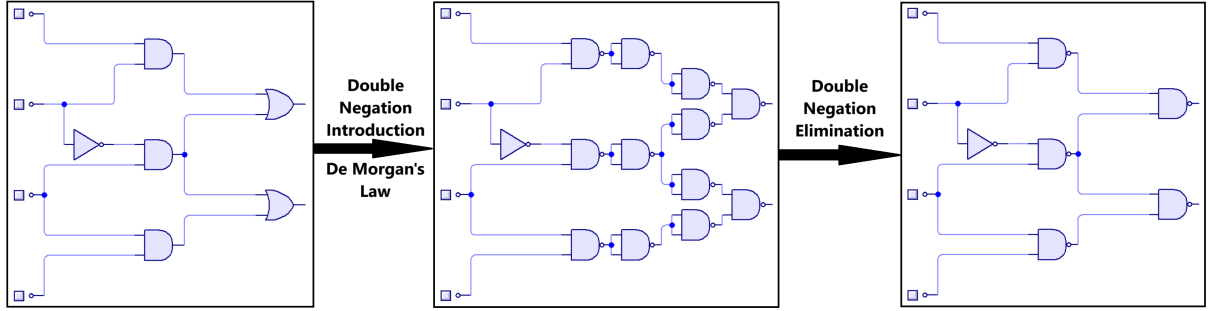 Double
Negation
Introduction
De Morgan's
Law
Double
Negation
Elimination